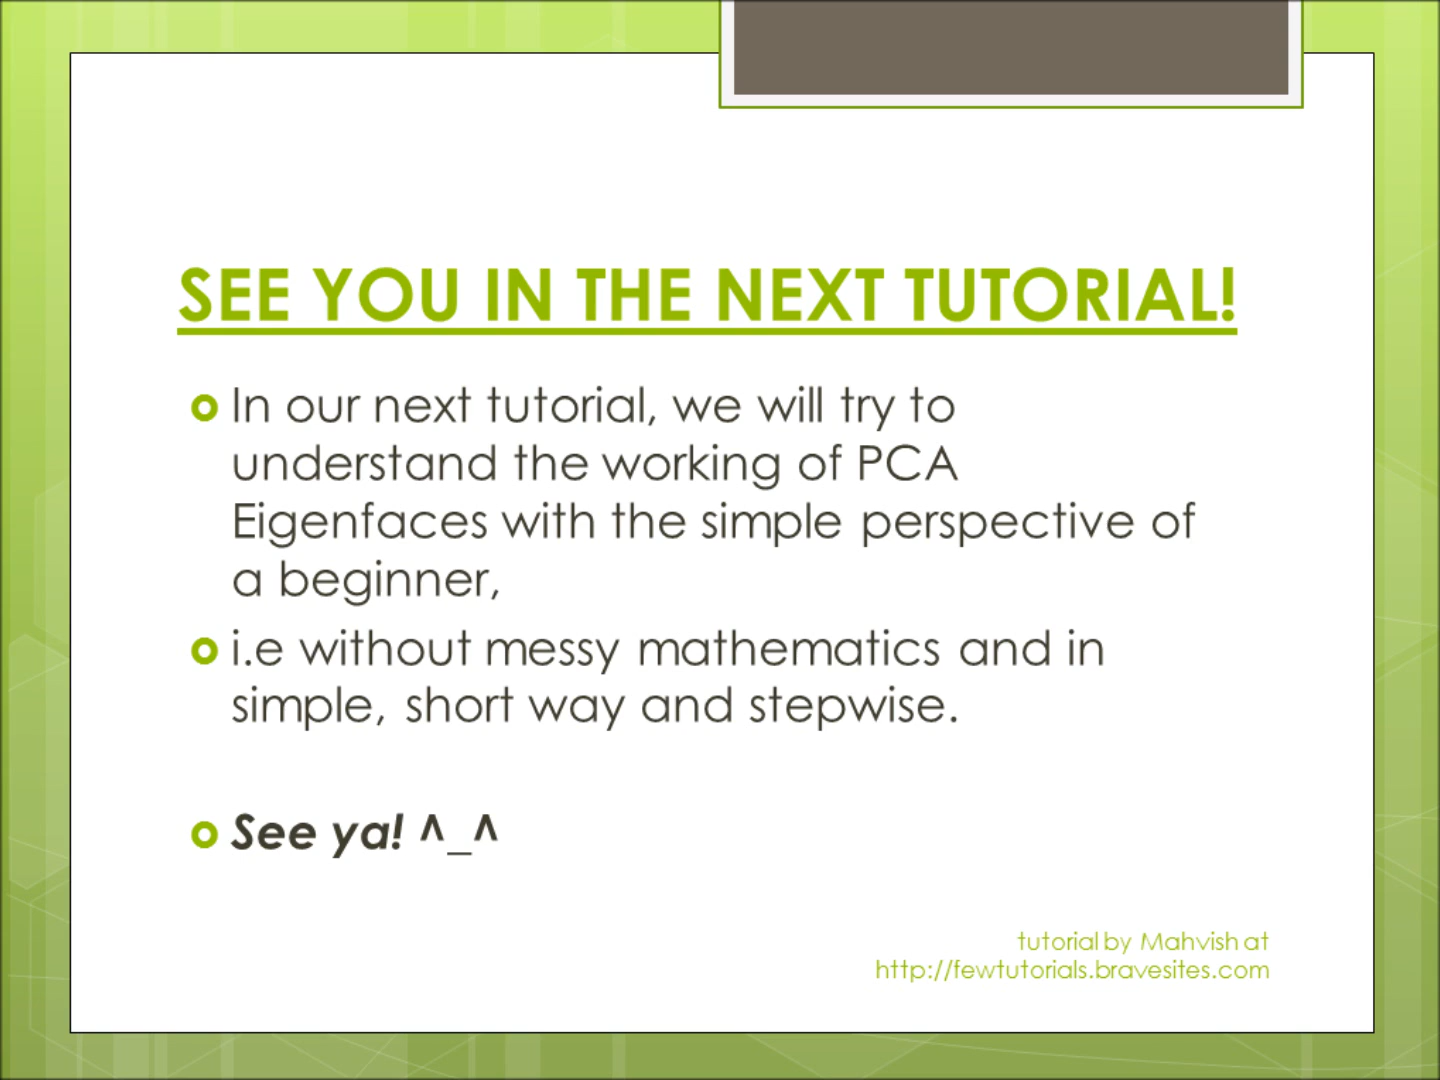 SEE YOU IN THE NEXT TUTORIAL!
In our next tutorial, we will try to
understand the working of PCA
Eigenfaces with the simple perspective of
a beginner,
i.e without messy mathematics and in
simple, short way and stepwise.
See ya! ^_^
tutorial by Mahvish at
http://fewtutorials.bravesites.com